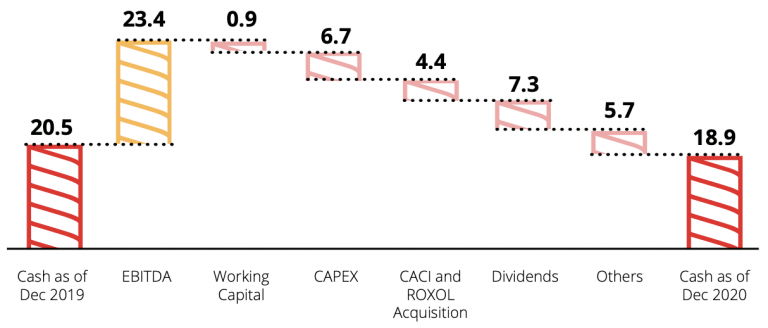 23.4
0.9
6.7
4.4
7.3
5.7
20.5
18.9
Cash as of
Dec 2019
EBITDA
Working
Capital
CAPEX
CACI and
ROXOL
Acquisition
Dividends
Others
Cash as of
Dec 2020